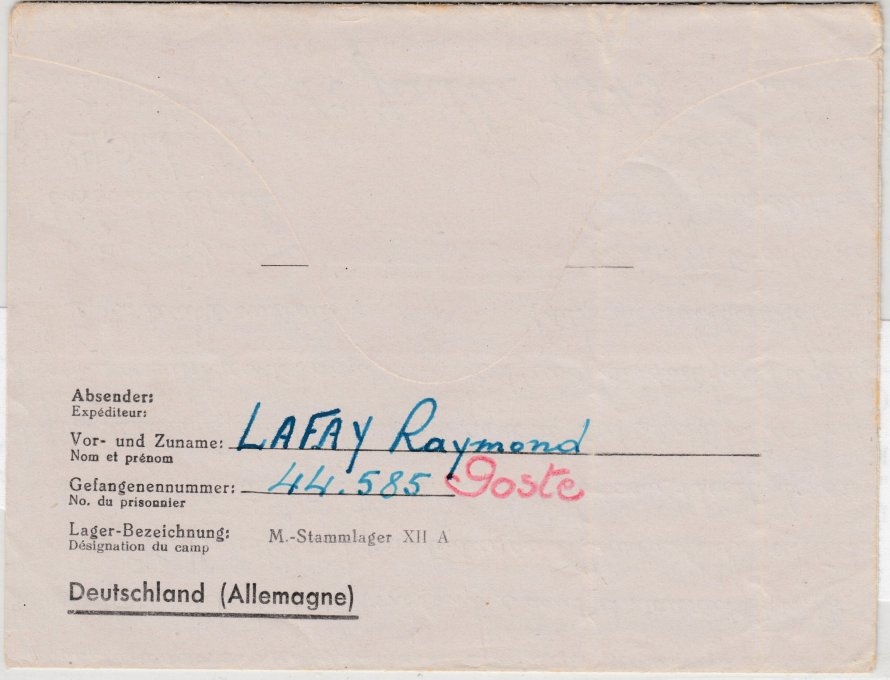 Absender:
Expéditeur:
Vor- und Zuname: LAFAY Raymond
Nom et prénom
Gefangenennummer: 44.585 Poste
No. du prisonnier
Lager-Bezeichnung: M.-Stammlager XII A
Désignation du camp
Deutschland (Allemagne)